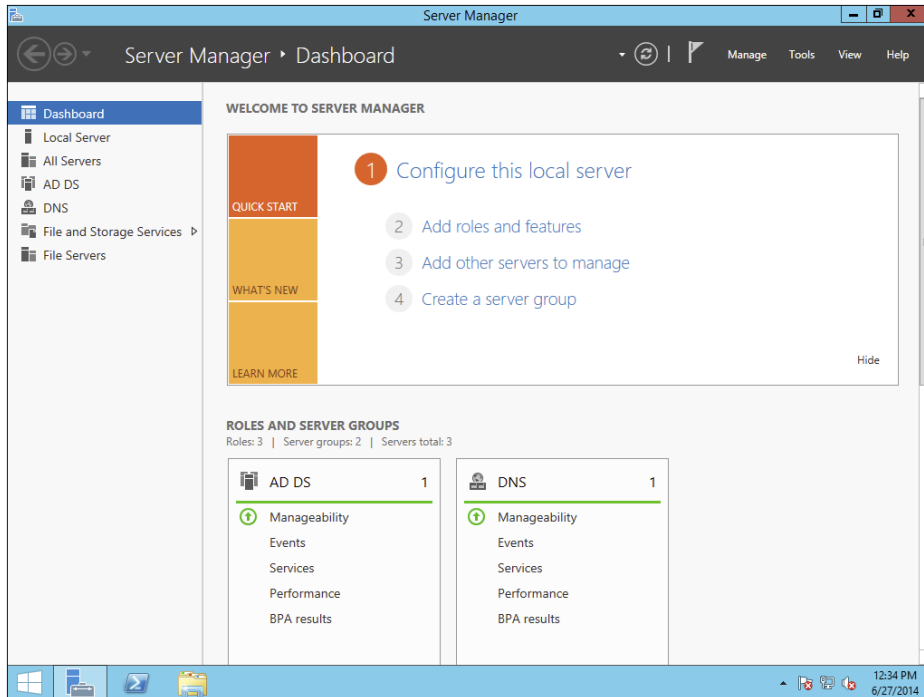 Server Manager
Server Manager • Dashboard
Manage Tools View Help
Dashboard
Local Server
All Servers
AD DS
DNS
File and Storage Services
File Servers
WELCOME TO SERVER MANAGER
QUICK START
WHAT'S NEW
LEARN MORE
1 Configure this local server
2 Add roles and features
3 Add other servers to manage
4 Create a server group
Hide
ROLES AND SERVER GROUPS
Roles: 3 | Server groups: 2 | Servers total: 3
AD DS 1
Manageability
Events
Services
Performance
BPA results
DNS 1
Manageability
Events
Services
Performance
BPA results
12:34 PM
6/27/2014